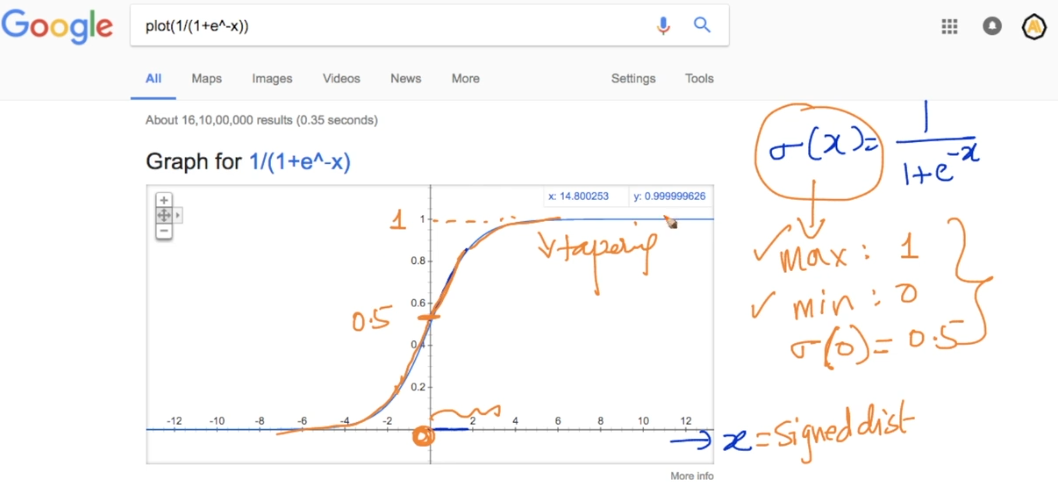 Google
plot(1/(1+e^-x))
All Maps Images Videos News More Settings Tools
About 16,10,00,000 results (0.35 seconds)
Graph for 1/(1+e^-x)
x: 14.800253 y: 0.999999626
1
1
0.8
0.6
0.4
0.2
-12 -10 -8 -6 -4 -2 2 4 6 8 10 12
0.5
0
tapering
σ(x) = 1/(1+e^-x)
max : 1
min : 0
σ(0) = 0.5
→ x = signed dist
More info